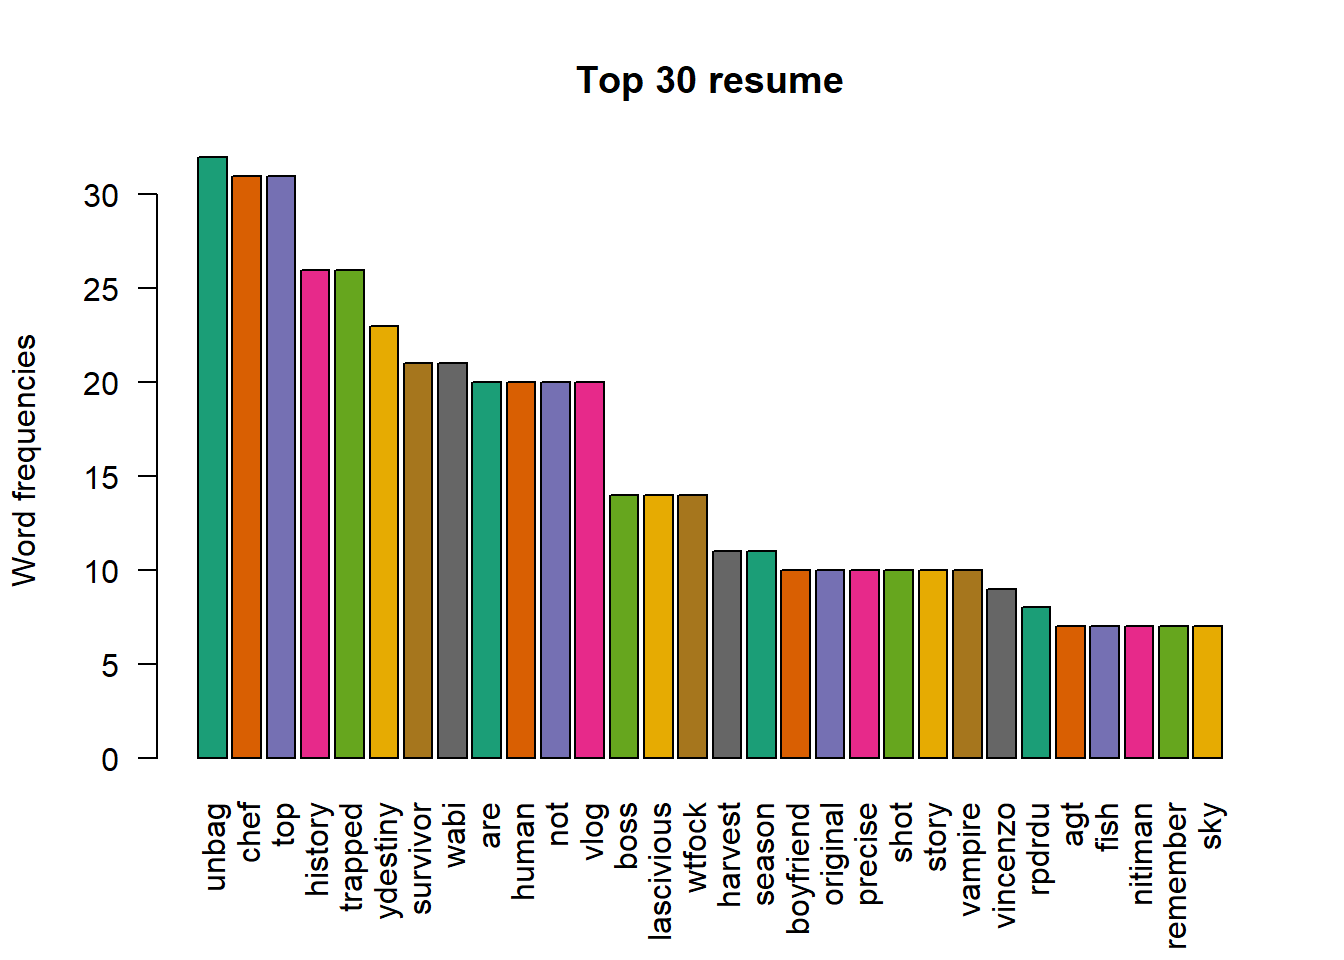 Top 30 resume
Word frequencies
30
25
20
15
10
5
0
unbag
chef
top
history
trapped
ydestiny
survivor
wabi
are
human
not
vlog
boss
lascivious
wtfock
harvest
season
boyfriend
original
precise
shot
story
vampire
vincenzo
rpdrdu
agt
fish
nitiman
remember
sky